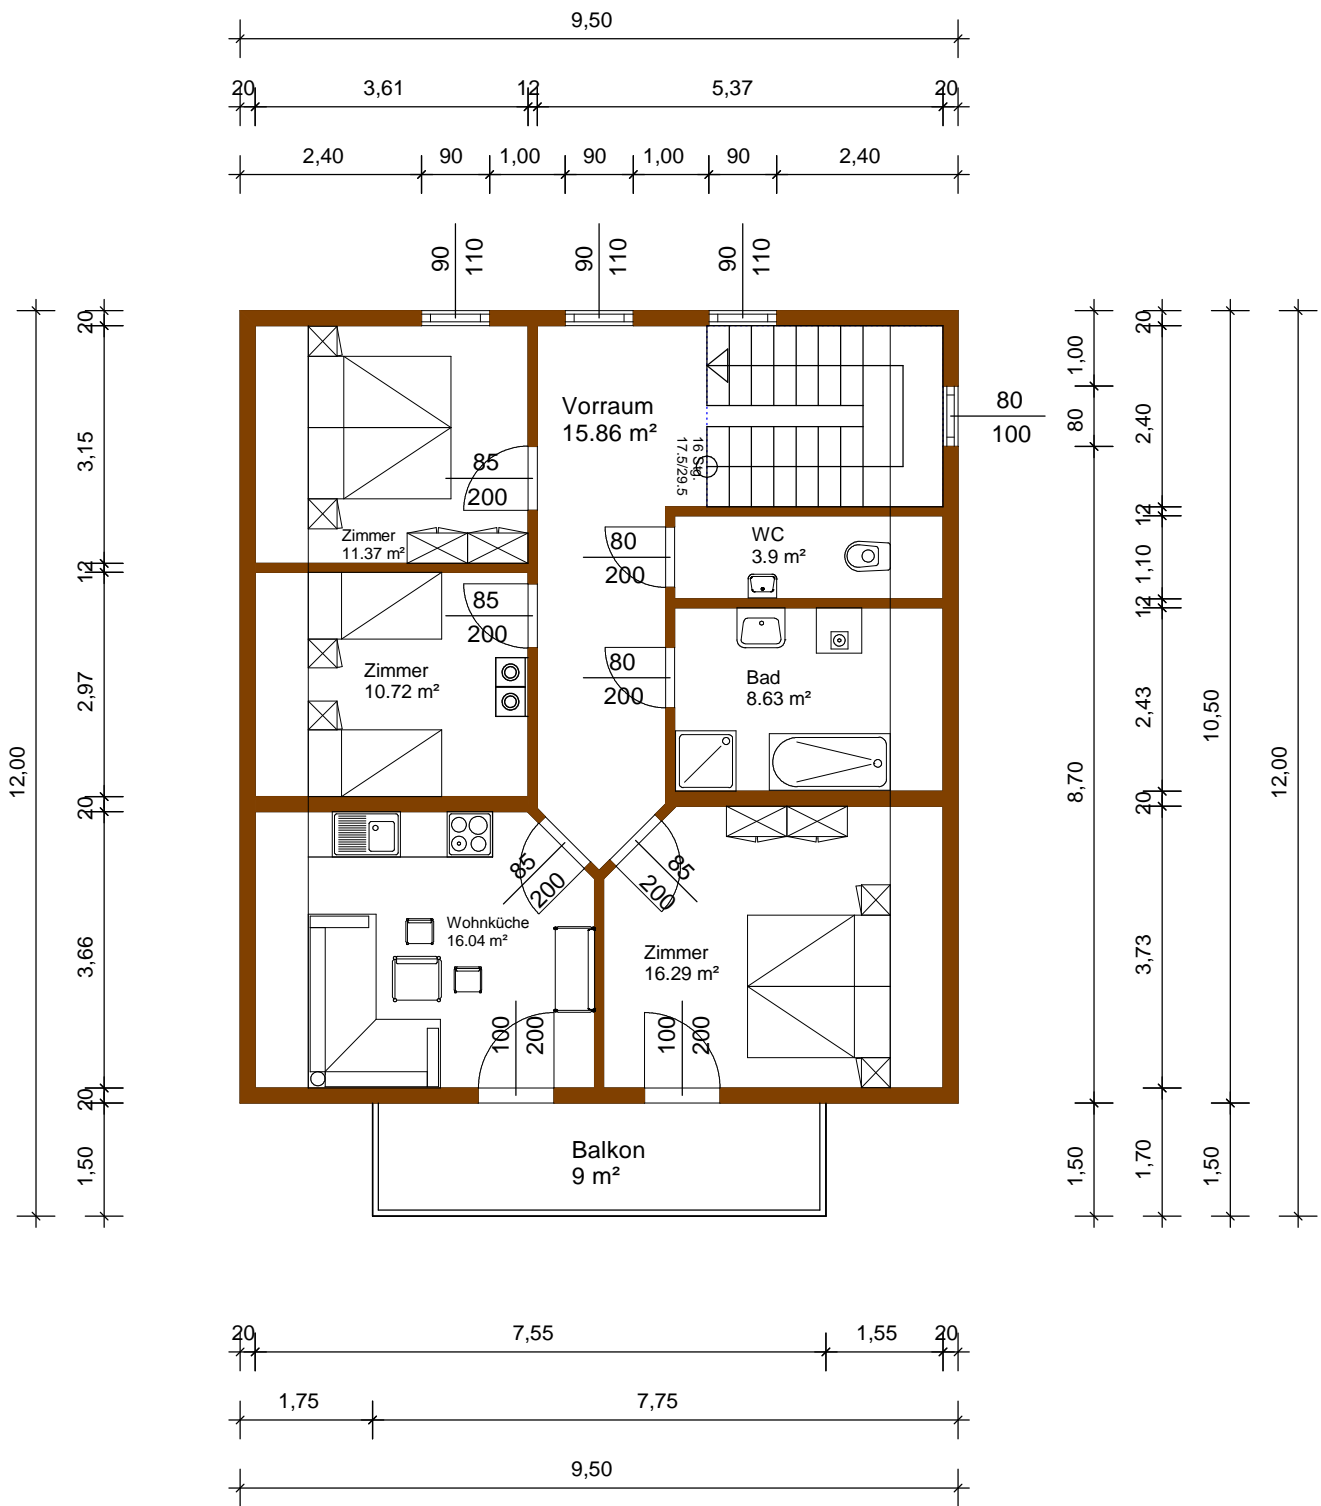 9,50
20 3,61 12 5,37 20
2,40 90 1,00 90 1,00 90 2,40
90
110
90
110
90
110
12,00
20
3,15
12
2,97
20
3,66
20
1,50
Vorraum
15.86 m²
16 Stg.
17.5/29.5
80
100
85
200
Zimmer
11.37 m²
80
200
WC
3.9 m²
85
200
Zimmer
10.72 m²
80
200
Bad
8.63 m²
85
200
85
200
Wohnküche
16.04 m²
Zimmer
16.29 m²
100
200
100
200
Balkon
9 m²
1,00
80
8,70
1,50
20
2,40
12
1,10
12
2,43
20
3,73
1,70
10,50
1,50
12,00
20 7,55 1,55 20
1,75 7,75
9,50